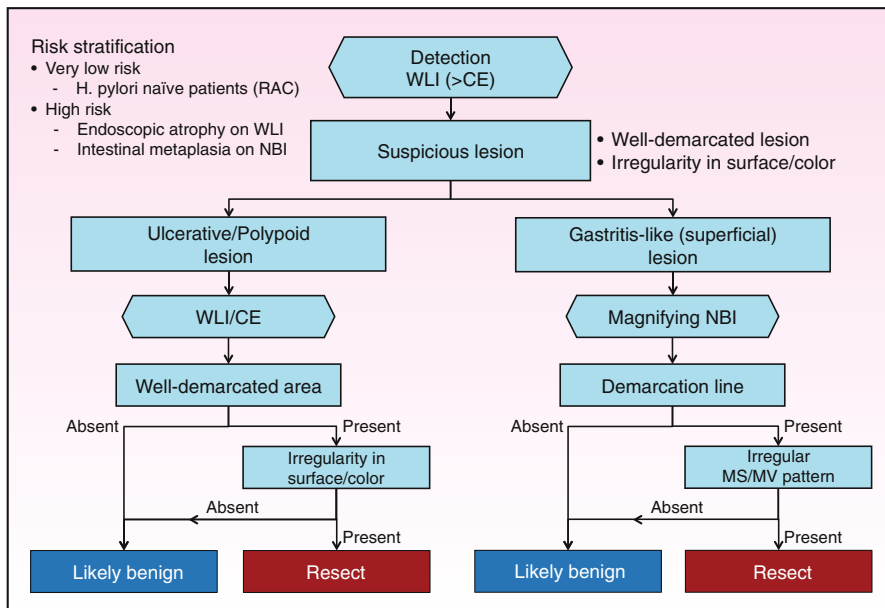 Risk stratification
• Very low risk
- H. pylori naïve patients (RAC)
• High risk
- Endoscopic atrophy on WLI
- Intestinal metaplasia on NBI
Detection
WLI (>CE)
Suspicious lesion
• Well-demarcated lesion
• Irregularity in surface/color
Ulcerative/Polypoid
lesion
Gastritis-like (superficial)
lesion
WLI/CE
Magnifying NBI
Well-demarcated area
Demarcation line
Absent
Present
Absent
Present
Irregularity in
surface/color
Irregular
MS/MV pattern
Absent
Absent
Present
Present
Likely benign
Resect
Likely benign
Resect